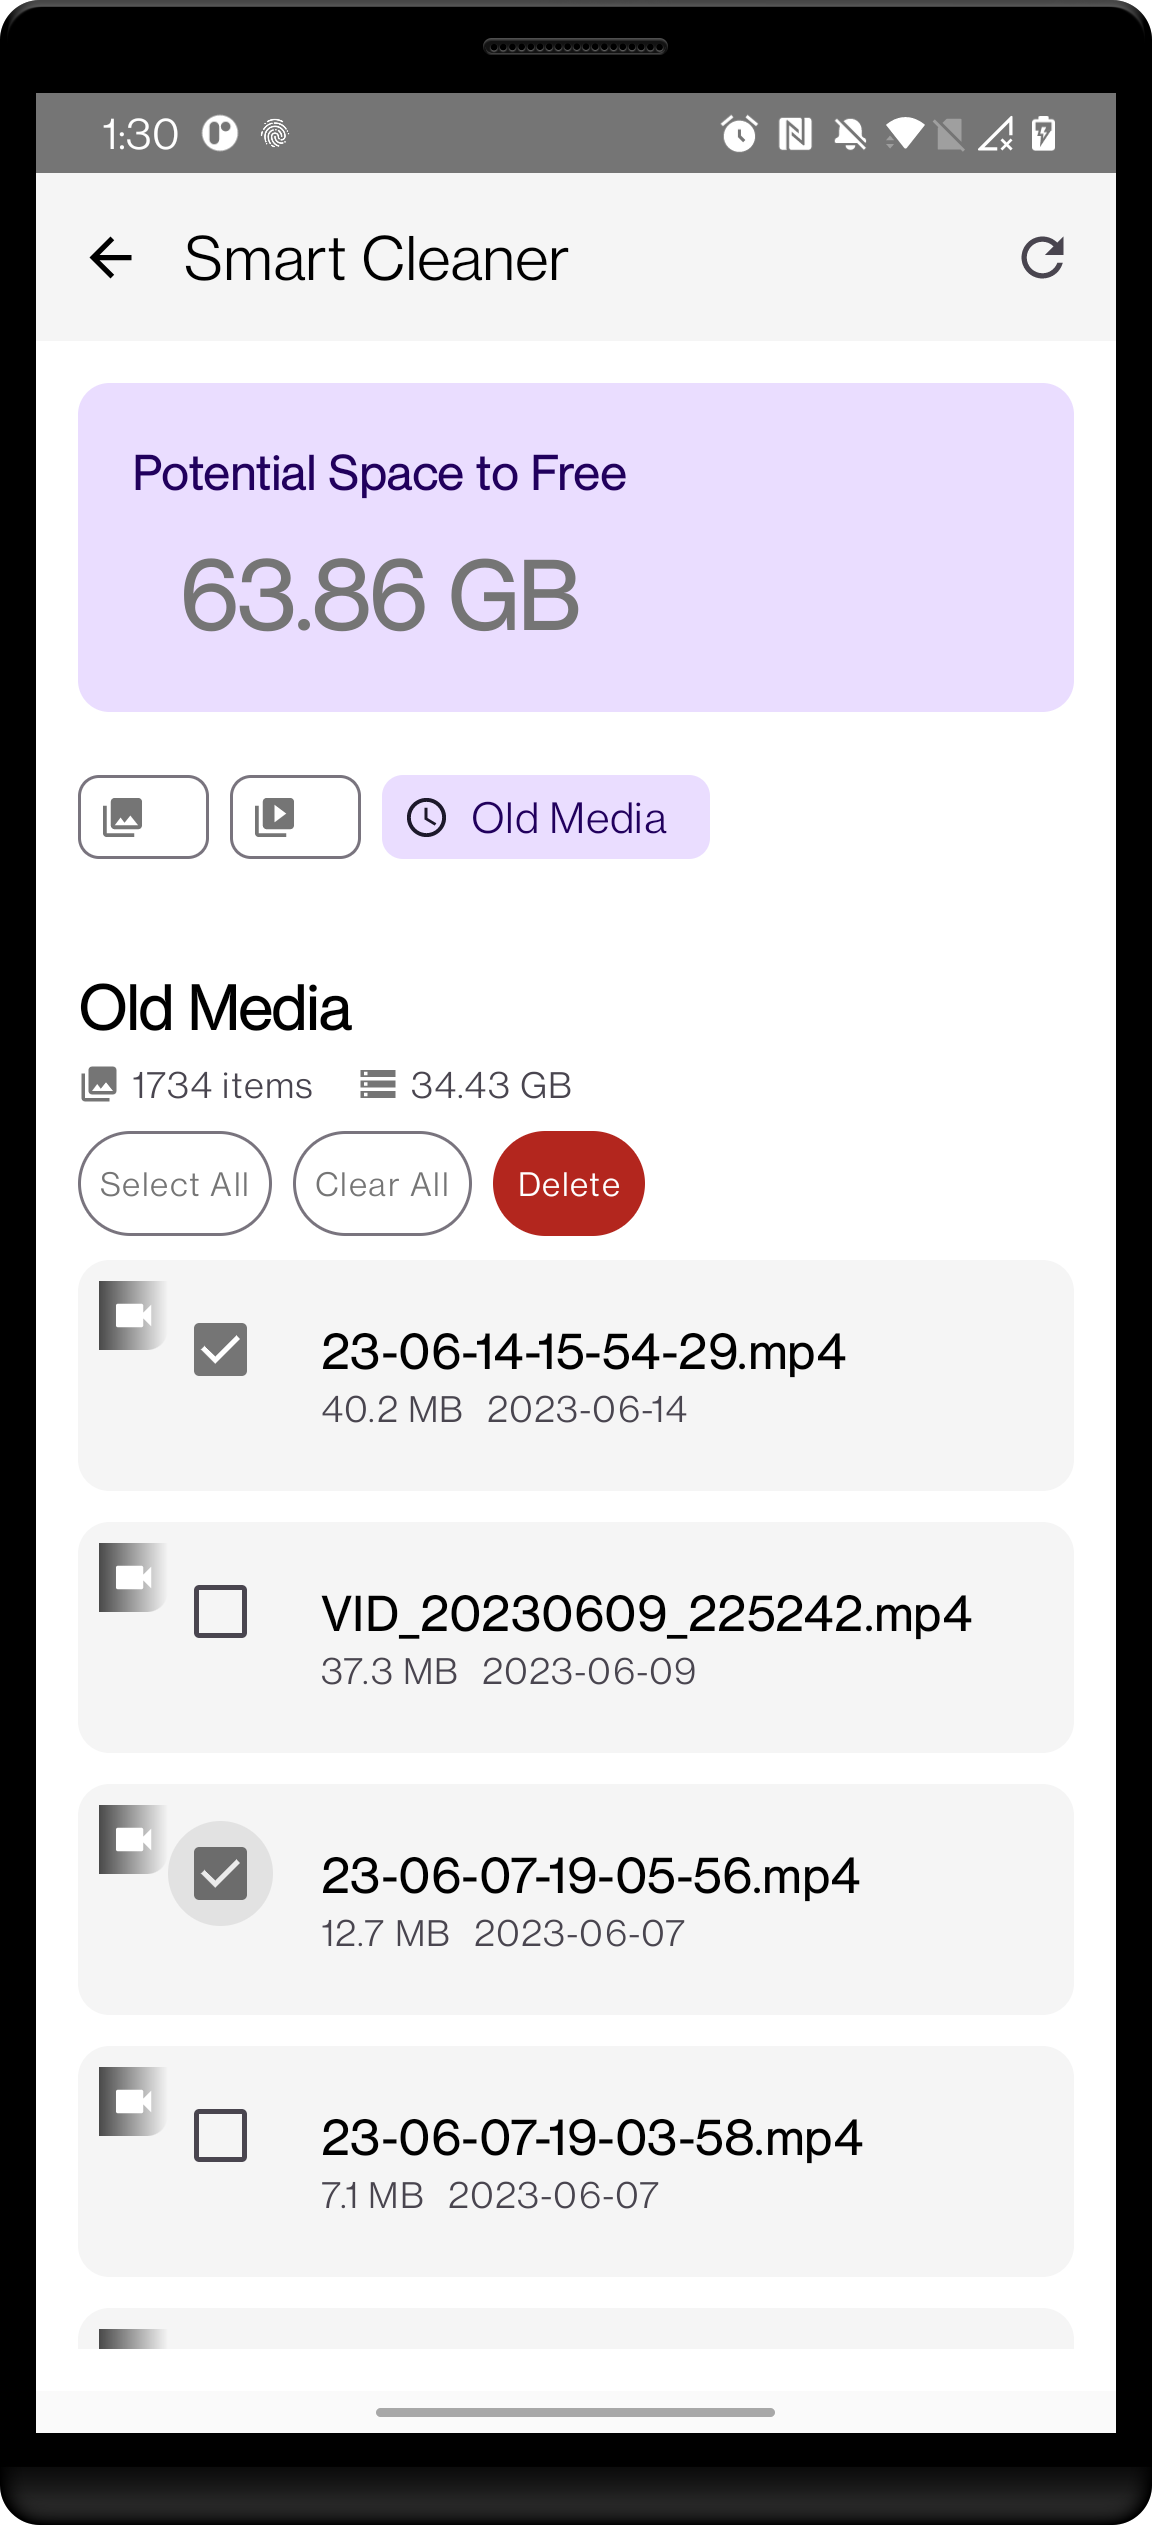 1:30
Smart Cleaner
Potential Space to Free
63.86 GB
Old Media
Old Media
1734 items 34.43 GB
Select All Clear All Delete
23-06-14-15-54-29.mp4
40.2 MB 2023-06-14
VID_20230609_225242.mp4
37.3 MB 2023-06-09
23-06-07-19-05-56.mp4
12.7 MB 2023-06-07
23-06-07-19-03-58.mp4
7.1 MB 2023-06-07